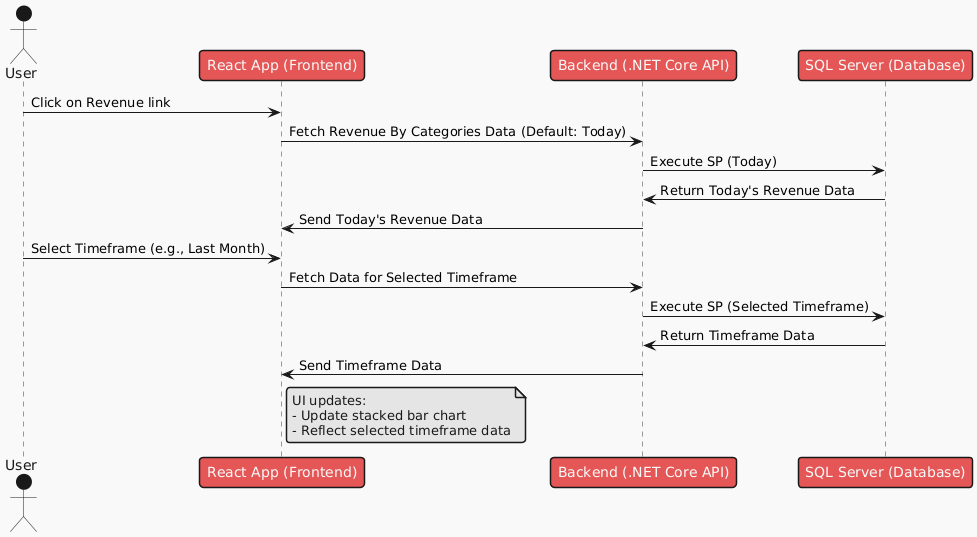 User
React App (Frontend)
Backend (.NET Core API)
SQL Server (Database)
Click on Revenue link
Fetch Revenue By Categories Data (Default: Today)
Execute SP (Today)
Return Today's Revenue Data
Send Today's Revenue Data
Select Timeframe (e.g., Last Month)
Fetch Data for Selected Timeframe
Execute SP (Selected Timeframe)
Return Timeframe Data
Send Timeframe Data
UI updates:
- Update stacked bar chart
- Reflect selected timeframe data
User
React App (Frontend)
Backend (.NET Core API)
SQL Server (Database)